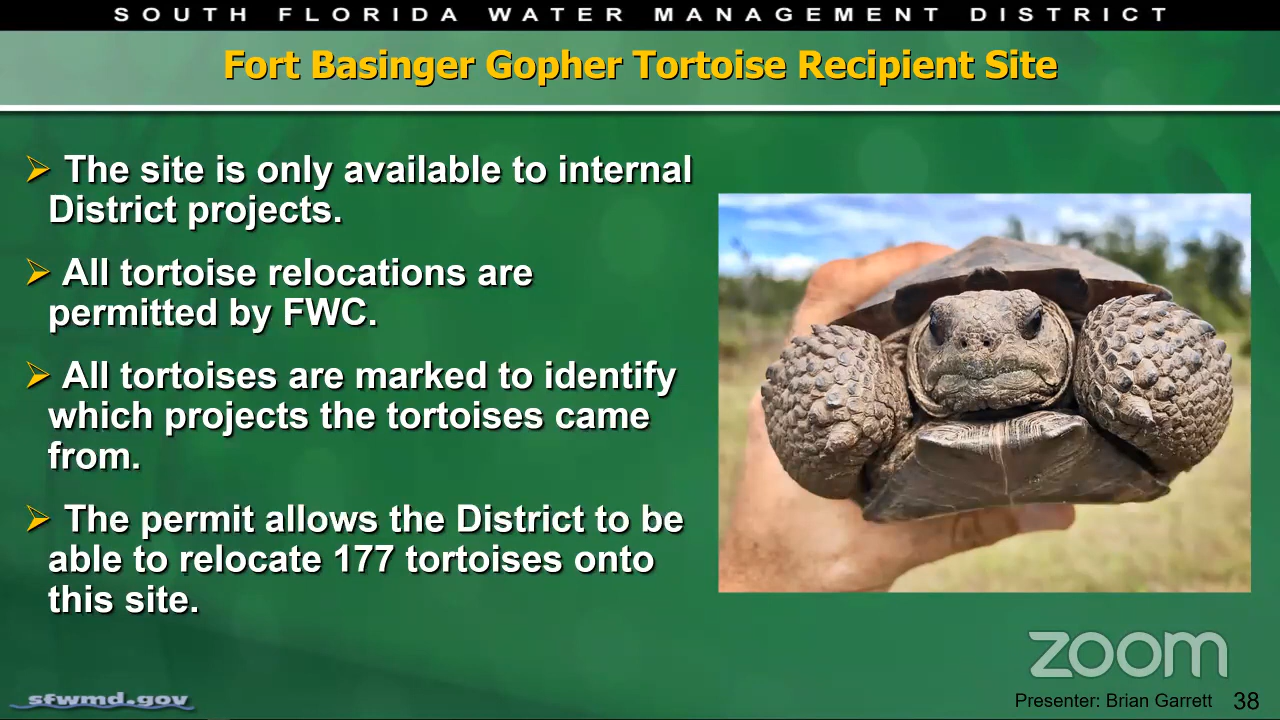 SOUTH FLORIDA WATER MANAGEMENT DISTRICT
Fort Basinger Gopher Tortoise Recipient Site
The site is only available to internal
District projects.
All tortoise relocations are
permitted by FWC.
All tortoises are marked to identify
which projects the tortoises came
from.
The permit allows the District to be
able to relocate 177 tortoises onto
this site.
zoom
sfwmd.gov
Presenter: Brian Garrett 38